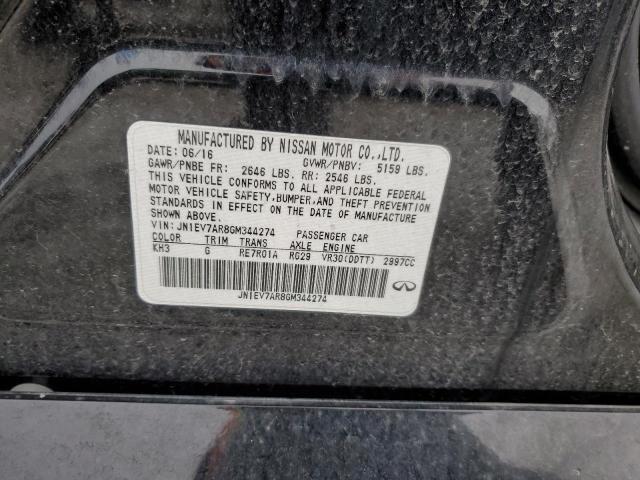 MANUFACTURED BY NISSAN MOTOR CO.,LTD.
DATE: 06/16 GVWR/PNBV: 5159 LBS.
GAWR/PNBE FR: 2646 LBS. RR: 2546 LBS.
THIS VEHICLE CONFORMS TO ALL APPLICABLE FEDERAL
MOTOR VEHICLE SAFETY,BUMPER,AND THEFT PREVENTION
STANDARDS IN EFFECT ON THE DATE OF MANUFACTURE
SHOWN ABOVE.
VIN: JN1EV7AR8GM344274 PASSENGER CAR
COLOR TRIM TRANS AXLE ENGINE
KH3 G RE7R01A RG29 VR30(DDTT) 2997CC
JN1EV7AR8GM344274